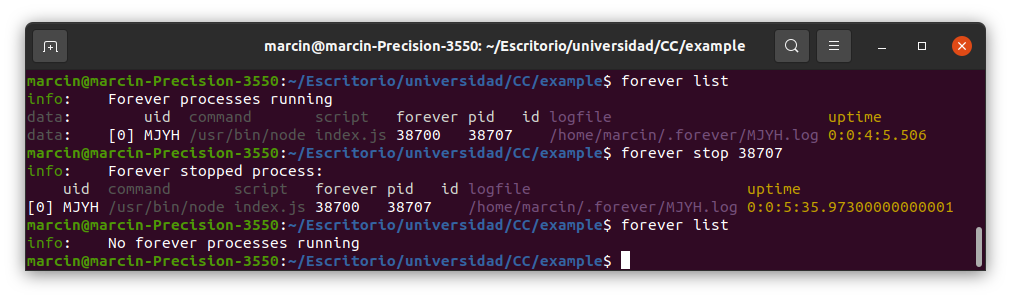 marcin@marcin-Precision-3550: ~/Escritorio/universidad/CC/example
marcin@marcin-Precision-3550:~/Escritorio/universidad/CC/example$ forever list
info:    Forever processes running
data:        uid  command       script   forever pid   id logfile                        uptime
data:    [0] MJYH /usr/bin/node index.js 38700   38707    /home/marcin/.forever/MJYH.log 0:0:4:5.506
marcin@marcin-Precision-3550:~/Escritorio/universidad/CC/example$ forever stop 38707
info:    Forever stopped process:
    uid  command       script   forever pid   id logfile                        uptime
[0] MJYH /usr/bin/node index.js 38700   38707    /home/marcin/.forever/MJYH.log 0:0:5:35.97300000000001
marcin@marcin-Precision-3550:~/Escritorio/universidad/CC/example$ forever list
info:    No forever processes running
marcin@marcin-Precision-3550:~/Escritorio/universidad/CC/example$